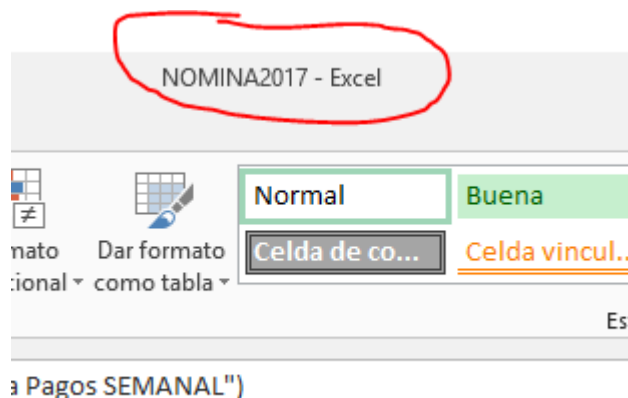 NOMINA2017 - Excel
Normal
Buena
mato
cional
Dar formato
como tabla
Celda de co...
Celda vincul..
Es
a Pagos SEMANAL")